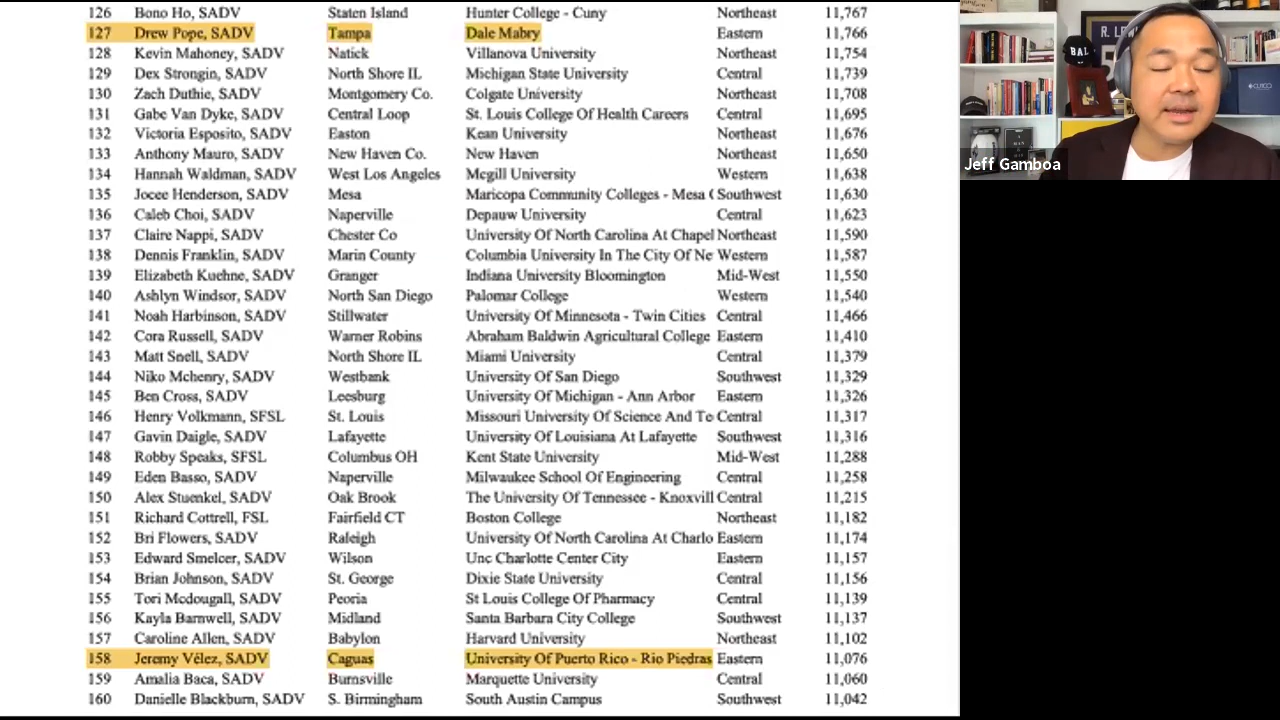 126 Bono Ho, SADV Staten Island Hunter College - Cuny Northeast 11,767
127 Drew Pope, SADV Tampa Dale Mabry Eastern 11,766
128 Kevin Mahoney, SADV Natick Villanova University Northeast 11,754
129 Dex Strongin, SADV North Shore IL Michigan State University Central 11,739
130 Zach Duthie, SADV Montgomery Co. Colgate University Northeast 11,708
131 Gabe Van Dyke, SADV Central Loop St. Louis College Of Health Careers Central 11,695
132 Victoria Esposito, SADV Easton Kean University Northeast 11,676
133 Anthony Mauro, SADV New Haven Co. New Haven Northeast 11,650
134 Hannah Waldman, SADV West Los Angeles Mcgill University Western 11,638
135 Jocee Henderson, SADV Mesa Maricopa Community Colleges - Mesa ( Southwest 11,630
136 Caleb Choi, SADV Naperville Depauw University Central 11,623
137 Claire Nappi, SADV Chester Co University Of North Carolina At Chapel Northeast 11,590
138 Dennis Franklin, SADV Marin County Columbia University In The City Of Ne Western 11,587
139 Elizabeth Kuehne, SADV Granger Indiana University Bloomington Mid-West 11,550
140 Ashlyn Windsor, SADV North San Diego Palomar College Western 11,540
141 Noah Harbinson, SADV Stillwater University Of Minnesota - Twin Cities Central 11,466
142 Cora Russell, SADV Warner Robins Abraham Baldwin Agricultural College Eastern 11,410
143 Matt Snell, SADV North Shore IL Miami University Central 11,379
144 Niko Mchenry, SADV Westbank University Of San Diego Southwest 11,329
145 Ben Cross, SADV Leesburg University Of Michigan - Ann Arbor Eastern 11,326
146 Henry Volkmann, SFSL St. Louis Missouri University Of Science And Te Central 11,317
147 Gavin Daigle, SADV Lafayette University Of Louisiana At Lafayette Southwest 11,316
148 Robby Speaks, SFSL Columbus OH Kent State University Mid-West 11,288
149 Eden Basso, SADV Naperville Milwaukee School Of Engineering Central 11,258
150 Alex Stuenkel, SADV Oak Brook The University Of Tennessee - Knoxvill Central 11,215
151 Richard Cottrell, FSL Fairfield CT Boston College Northeast 11,182
152 Bri Flowers, SADV Raleigh University Of North Carolina At Charlo Eastern 11,174
153 Edward Smelcer, SADV Wilson Unc Charlotte Center City Eastern 11,157
154 Brian Johnson, SADV St. George Dixie State University Central 11,156
155 Tori Mcdougall, SADV Peoria St Louis College Of Pharmacy Central 11,139
156 Kayla Barnwell, SADV Midland Santa Barbara City College Southwest 11,137
157 Caroline Allen, SADV Babylon Harvard University Northeast 11,102
158 Jeremy Vélez, SADV Caguas University Of Puerto Rico - Rio Piedras Eastern 11,076
159 Amalia Baca, SADV Burnsville Marquette University Central 11,060
160 Danielle Blackburn, SADV S. Birmingham South Austin Campus Southwest 11,042
BAL
CUTCO
Jeff Gamboa